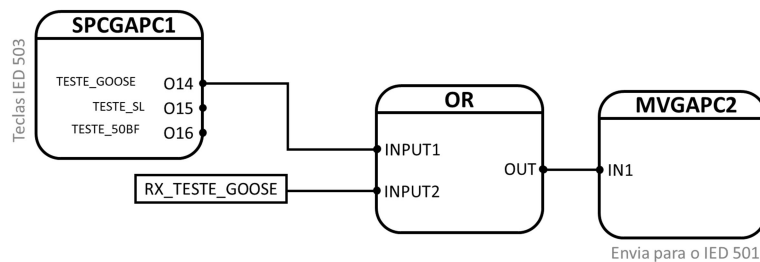 SPCGAPC1
Teclas IED 503
TESTE_GOOSE O14
TESTE_SL O15
TESTE_50BF O16
RX_TESTE_GOOSE
OR
INPUT1
INPUT2
OUT
MVGAPC2
IN1
Envia para o IED 501